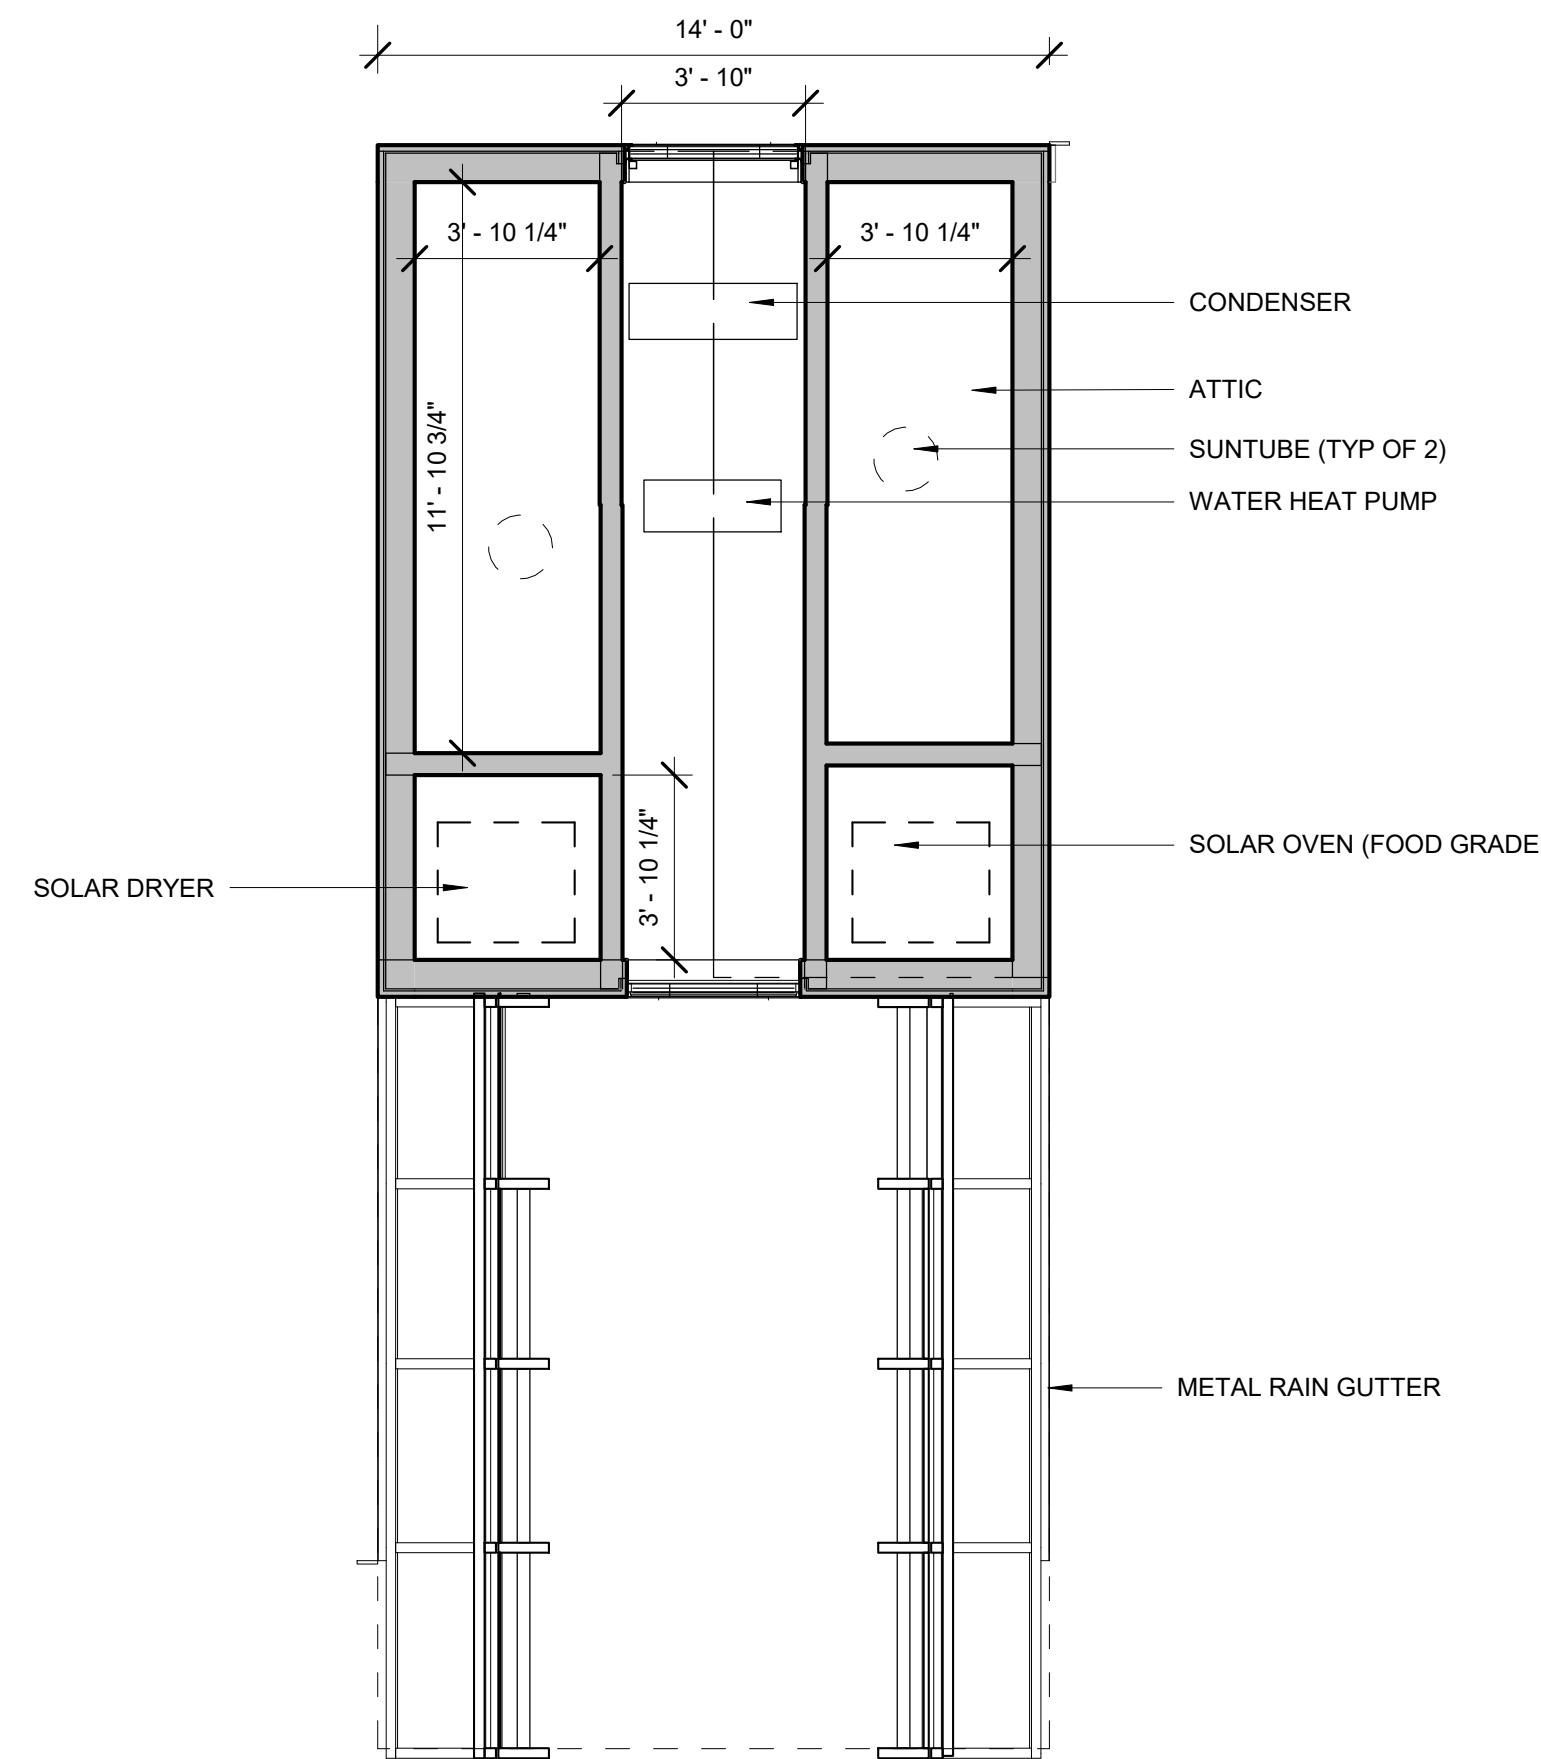 14' - 0"
3' - 10"
3' - 10 1/4"
3' - 10 1/4"
CONDENSER
ATTIC
11' - 10 3/4"
SUNTUBE (TYP OF 2)
WATER HEAT PUMP
3' - 10 1/4"
SOLAR OVEN (FOOD GRADE
SOLAR DRYER
METAL RAIN GUTTER